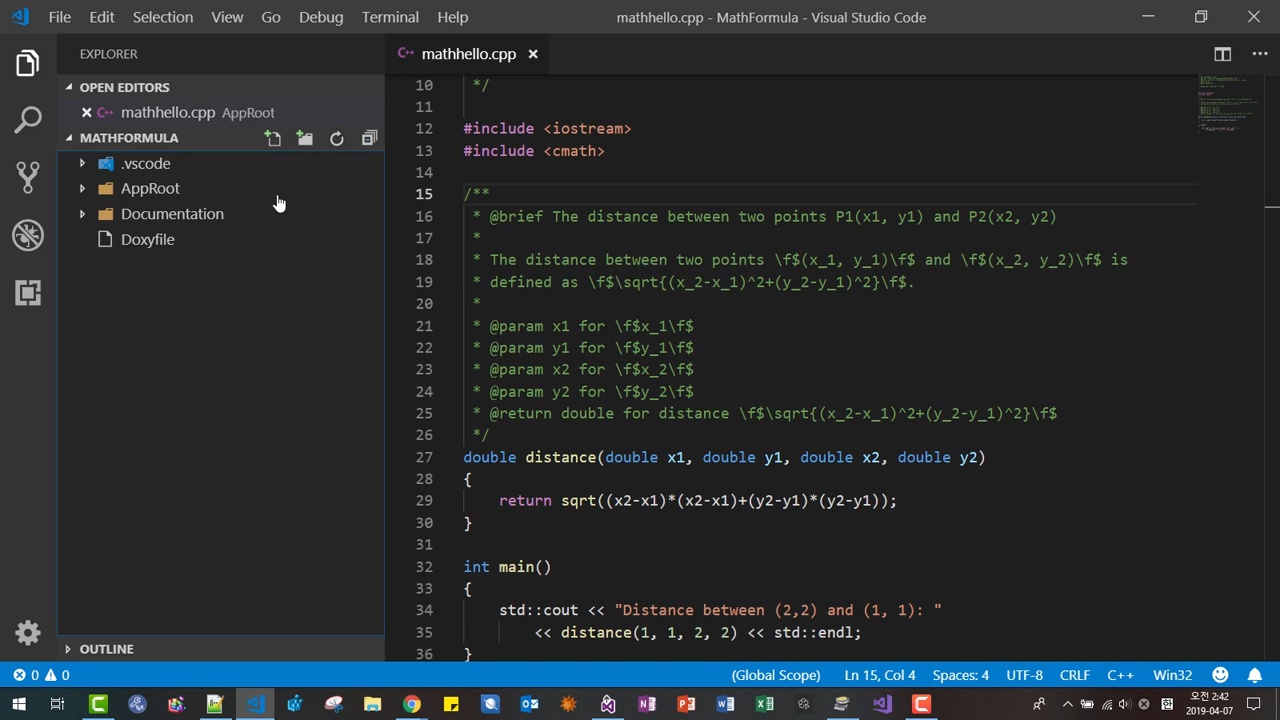 File Edit Selection View Go Debug Terminal Help
mathhello.cpp - MathFormula - Visual Studio Code
EXPLORER
OPEN EDITORS
mathhello.cpp AppRoot
MATHFORMULA
.vscode
AppRoot
Documentation
Doxyfile
OUTLINE
mathhello.cpp
10 */
11
12 #include <iostream>
13 #include <cmath>
14
15 /**
16 * @brief The distance between two points P1(x1, y1) and P2(x2, y2)
17 *
18 * The distance between two points \f$(x_1, y_1)\f$ and \f$(x_2, y_2)\f$ is
19 * defined as \f$\sqrt{(x_2-x_1)^2+(y_2-y_1)^2}\f$.
20 *
21 * @param x1 for \f$x_1\f$
22 * @param y1 for \f$y_1\f$
23 * @param x2 for \f$x_2\f$
24 * @param y2 for \f$y_2\f$
25 * @return double for distance \f$\sqrt{(x_2-x_1)^2+(y_2-y_1)^2}\f$
26 */
27 double distance(double x1, double y1, double x2, double y2)
28 {
29 return sqrt((x2-x1)*(x2-x1)+(y2-y1)*(y2-y1));
30 }
31
32 int main()
33 {
34 std::cout << "Distance between (2,2) and (1, 1): "
35 << distance(1, 1, 2, 2) << std::endl;
36 }
0 0 (Global Scope) Ln 15, Col 4 Spaces: 4 UTF-8 CRLF C++ Win32
오전 2:42
2019-04-07